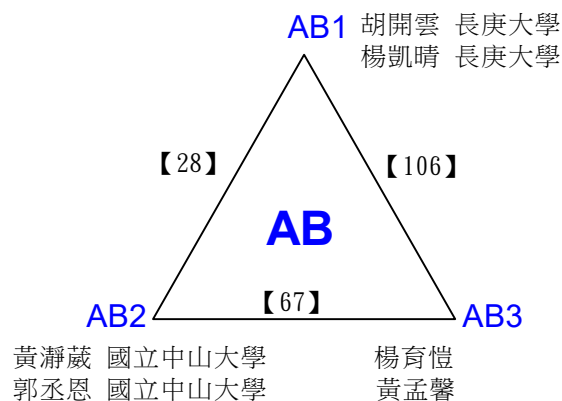 AB1 胡開雲 長庚大學
楊凱晴 長庚大學
【28】 【106】
AB
【67】
AB2 AB3
黃瀞葳 國立中山大學 楊育愷
郭丞恩 國立中山大學 黃孟馨